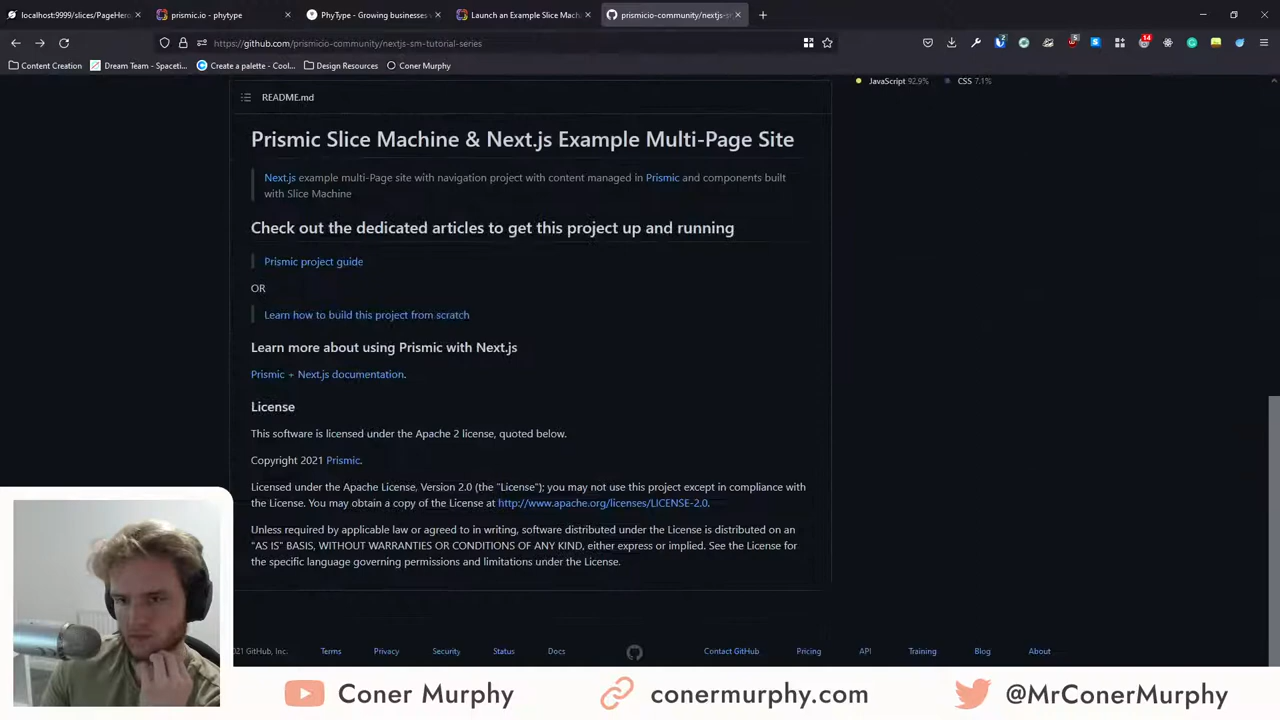 localhost:9999/slices/PageHero
prismic.io - phytype
PhyType - Growing businesses w
Launch an Example Slice Mach
prismicio-community/nextjs-sm
https://github.com/prismicio-community/nextjs-sm-tutorial-series
14
Content Creation
Dream Team - Spaceti...
Create a palette - Cool...
Design Resources
Coner Murphy
README.md
JavaScript 92.9%
CSS 7.1%
Prismic Slice Machine & Next.js Example Multi-Page Site
Next.js example multi-Page site with navigation project with content managed in Prismic and components built
with Slice Machine
Check out the dedicated articles to get this project up and running
Prismic project guide
OR
Learn how to build this project from scratch
Learn more about using Prismic with Next.js
Prismic + Next.js documentation.
License
This software is licensed under the Apache 2 license, quoted below.
Copyright 2021 Prismic.
Licensed under the Apache License, Version 2.0 (the "License"); you may not use this project except in compliance with
the License. You may obtain a copy of the License at http://www.apache.org/licenses/LICENSE-2.0.
Unless required by applicable law or agreed to in writing, software distributed under the License is distributed on an
"AS IS" BASIS, WITHOUT WARRANTIES OR CONDITIONS OF ANY KIND, either express or implied. See the License for
the specific language governing permissions and limitations under the License.
2021 GitHub, Inc.
Terms
Privacy
Security
Status
Docs
Contact GitHub
Pricing
API
Training
Blog
About
Coner Murphy
conermurphy.com
@MrConerMurphy